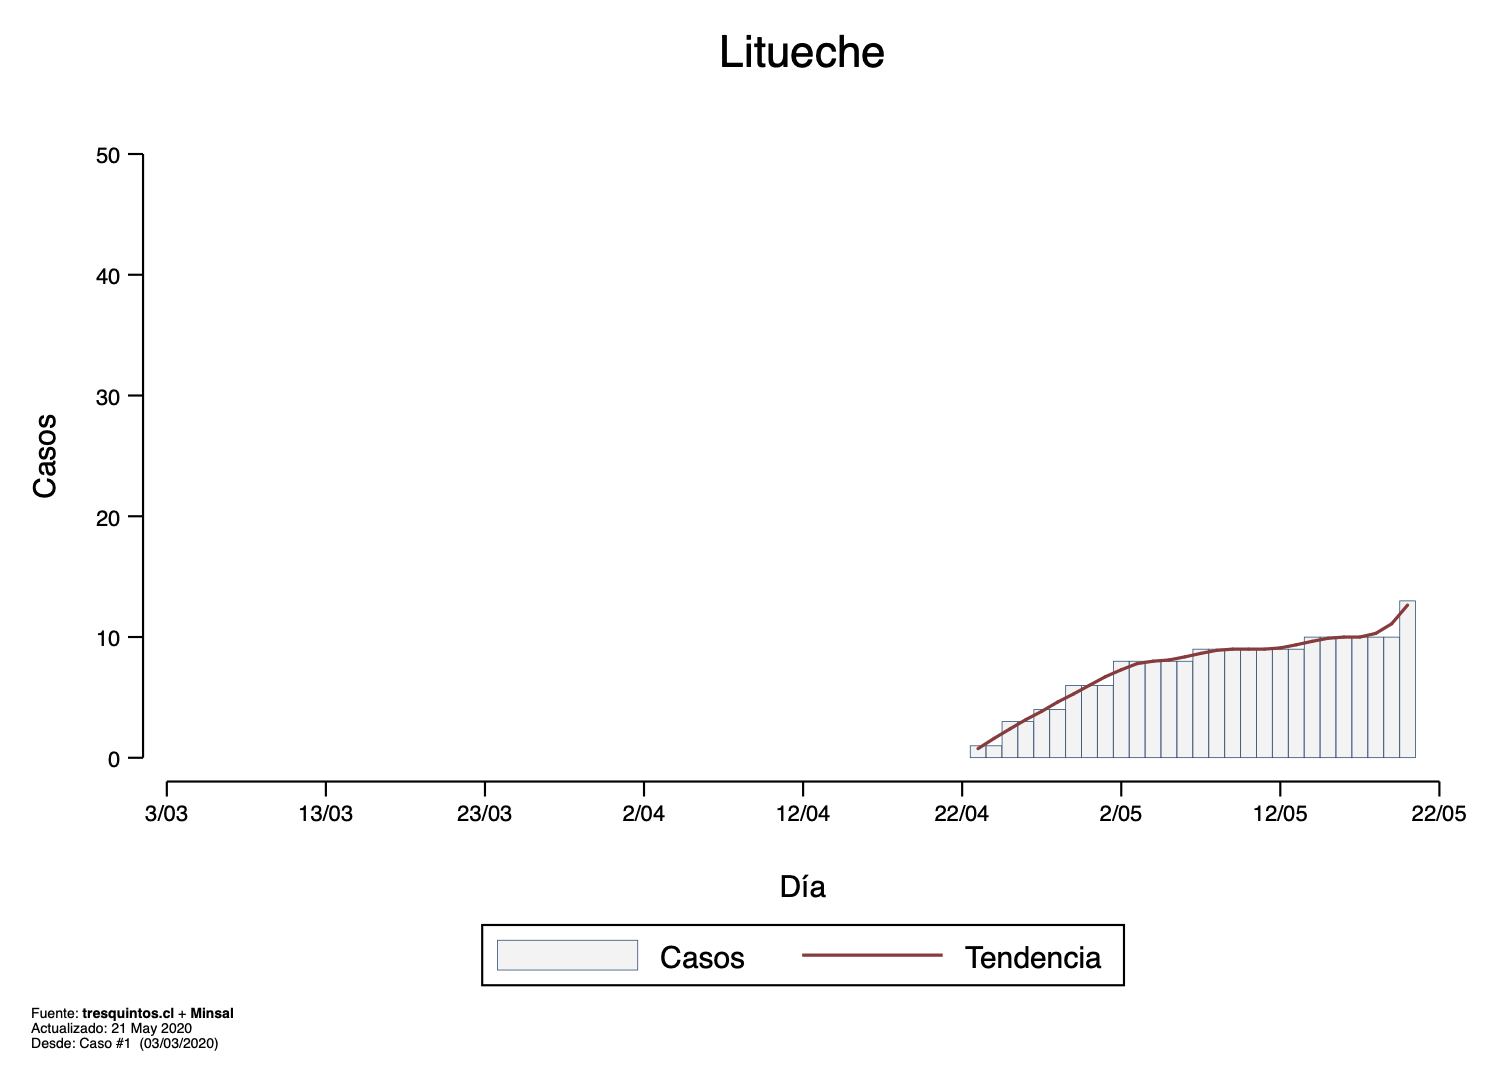 Litueche
Casos
50
40
30
20
10
0
3/03 13/03 23/03 2/04 12/04 22/04 2/05 12/05 22/05
Día
Casos Tendencia
Fuente: tresquintos.cl + Minsal
Actualizado: 21 May 2020
Desde: Caso #1 (03/03/2020)